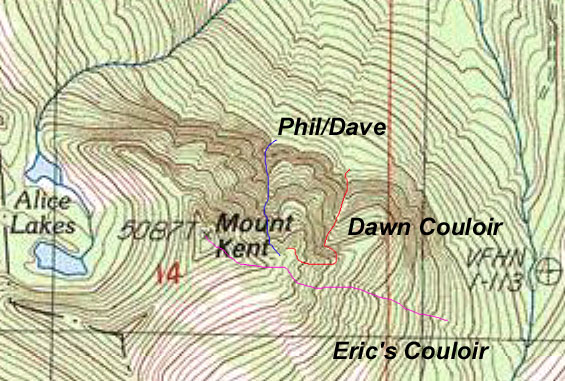 Phil/Dave
Alice
Lakes
5087T
Mount
Kent
Dawn Couloir
VFHN
1-113
14
Eric's Couloir